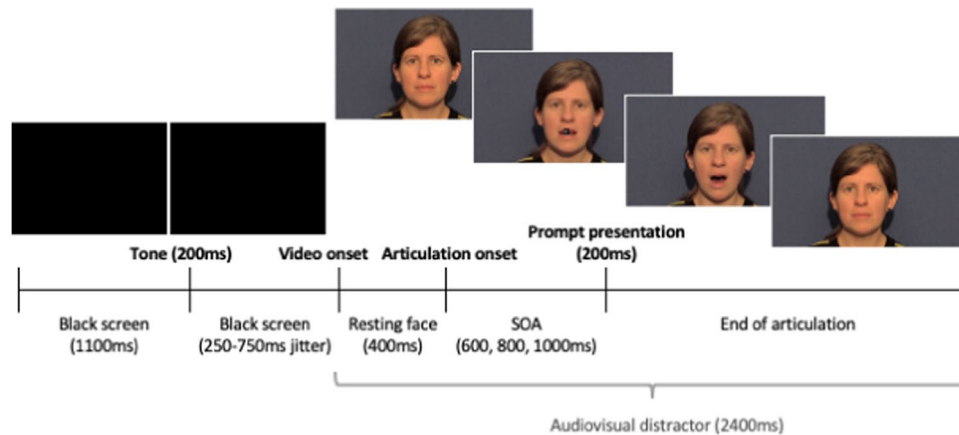 Prompt presentation
Tone (200ms) Video onset Articulation onset (200ms)
Black screen Black screen Resting face SOA End of articulation
(1100ms) (250-750ms jitter) (400ms) (600, 800, 1000ms)
Audiovisual distractor (2400ms)